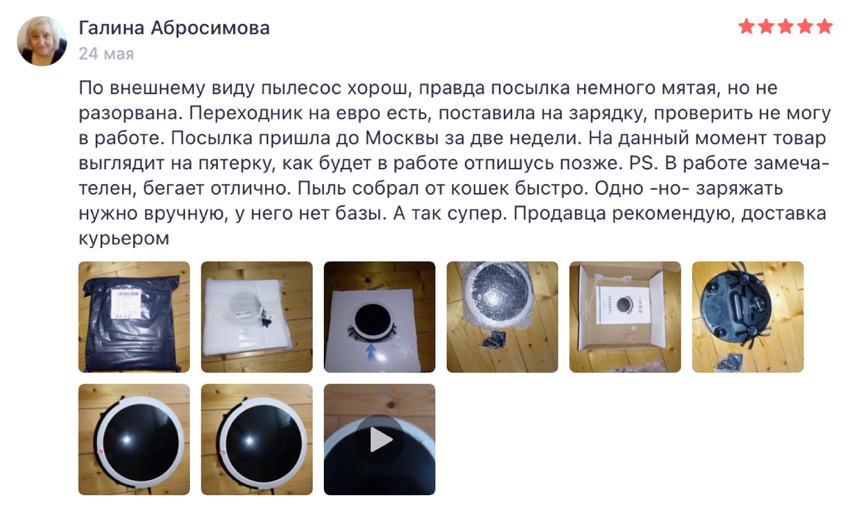 Галина Абросимова
24 мая
По внешнему виду пылесос хорош, правда посылка немного мятая, но не
разорвана. Переходник на евро есть, поставила на зарядку, проверить не могу
в работе. Посылка пришла до Москвы за две недели. На данный момент товар
выглядит на пятерку, как будет в работе отпишусь позже. PS. В работе замеча-
телен, бегает отлично. Пыль собрал от кошек быстро. Одно -но- заряжать
нужно вручную, у него нет базы. А так супер. Продавца рекомендую, доставка
курьером